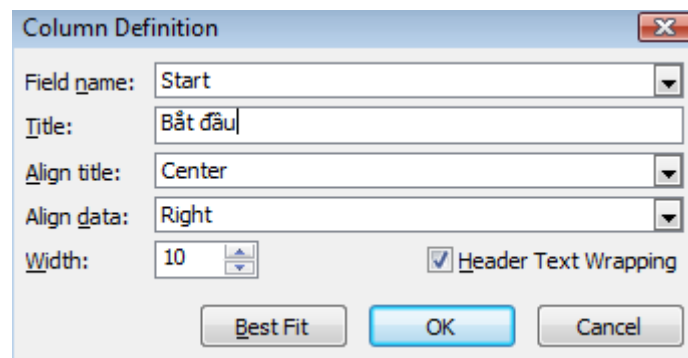 Column Definition
Field name: Start
Title: Bắt đầu
Align title: Center
Align data: Right
Width: 10 Header Text Wrapping
Best Fit OK Cancel